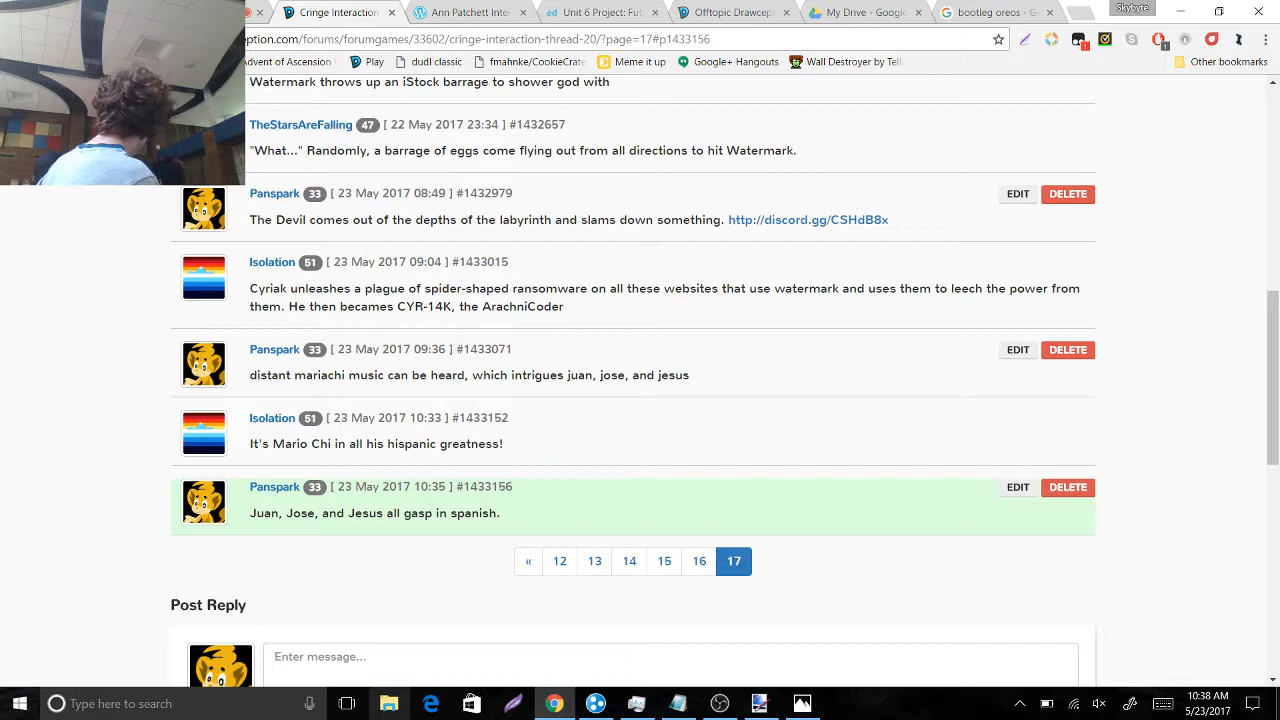 Cringe Interaction
Ann Patchett Inter
Unit 6 Project: Fut
Offtopic Drawcept
My Drive - Google
bootleg oreos - G
Skybyte
ption.com/forums/forumgames/33602/cringe-interaction-thread-20/?page=17#p1433156
dvent of Ascension
Play
dudl classic
fmahnke/CookieCrate
Meme it up
Google+ Hangouts
Wall Destroyer by Tell
Other bookmarks
Watermark throws up an iStock barrage to shower god with
TheStarsAreFalling 47 [ 22 May 2017 23:34 ] #1432657
"What..." Randomly, a barrage of eggs come flying out from all directions to hit Watermark.
Panspark 33 [ 23 May 2017 08:49 ] #1432979 EDIT DELETE
The Devil comes out of the depths of the labyrinth and slams down something. http://discord.gg/CSHdB8x
Isolation 51 [ 23 May 2017 09:04 ] #1433015
Cyriak unleashes a plague of spider-shaped ransomware on all these websites that use watermark and uses them to leech the power from
them. He then becames CYR-14K, the ArachniCoder
Panspark 33 [ 23 May 2017 09:36 ] #1433071 EDIT DELETE
distant mariachi music can be heard, which intrigues juan, jose, and jesus
Isolation 51 [ 23 May 2017 10:33 ] #1433152
It's Mario Chi in all his hispanic greatness!
Panspark 33 [ 23 May 2017 10:35 ] #1433156 EDIT DELETE
Juan, Jose, and Jesus all gasp in spanish.
« 12 13 14 15 16 17
Post Reply
Enter message...
Type here to search
10:38 AM
5/23/2017